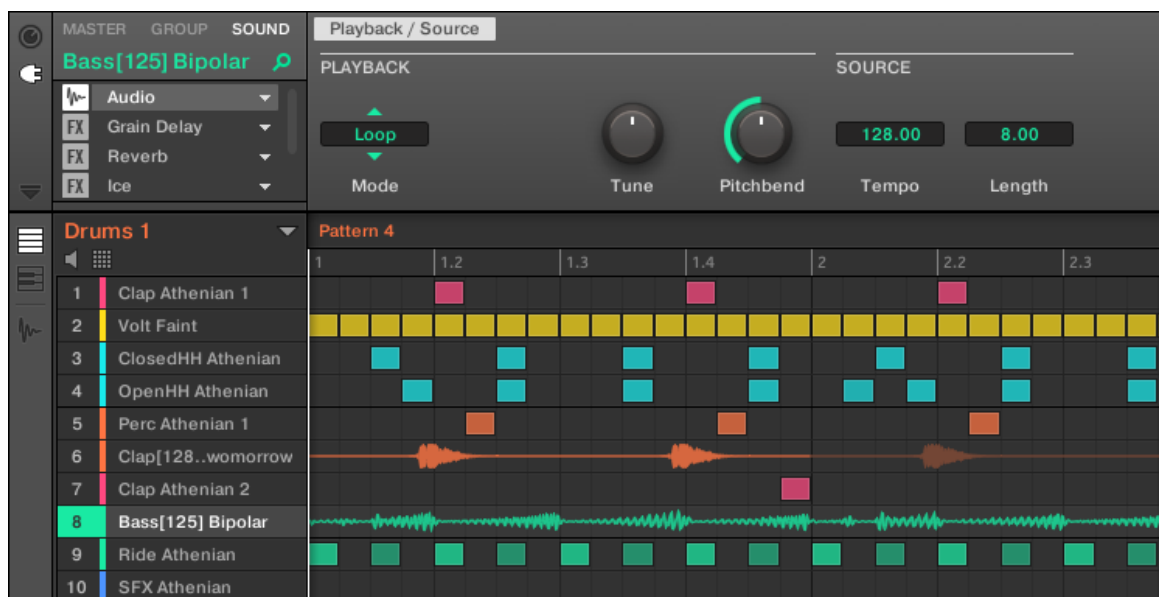 MASTER GROUP SOUND
Bass[125] Bipolar
Audio
FX Grain Delay
FX Reverb
FX Ice
Playback / Source
PLAYBACK
SOURCE
Loop
128.00
8.00
Mode
Tune
Pitchbend
Tempo
Length
Drums 1
Pattern 4
1 1.2 1.3 1.4 2 2.2 2.3
1 Clap Athenian 1
2 Volt Faint
3 ClosedHH Athenian
4 OpenHH Athenian
5 Perc Athenian 1
6 Clap[128..womorrow
7 Clap Athenian 2
8 Bass[125] Bipolar
9 Ride Athenian
10 SFX Athenian